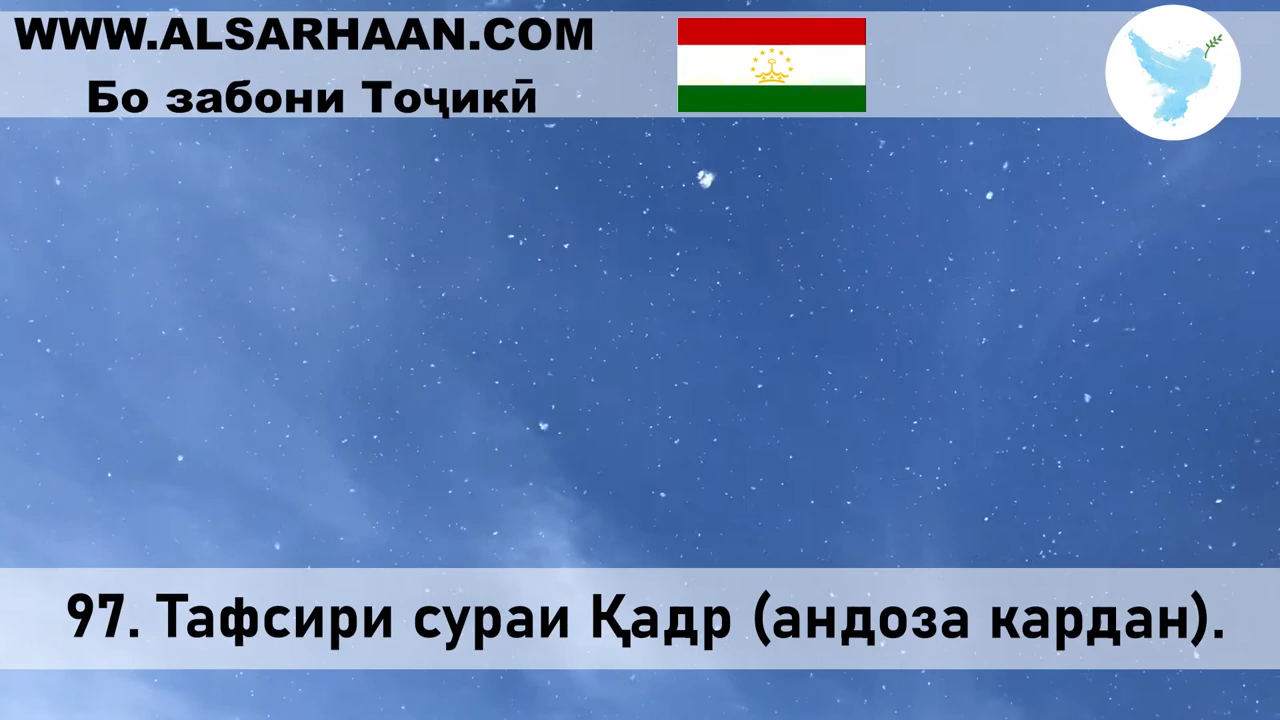 WWW.ALSARHAAN.COM
Бо забони Тоҷикӣ
97. Тафсири сураи Қадр (андоза кардан).